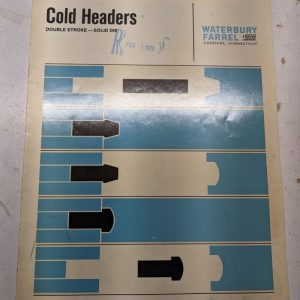 Cold Headers
DOUBLE STROKE—SOLID DIE
WATERBURY
FARREL
CHESHIRE, CONNECTICUT